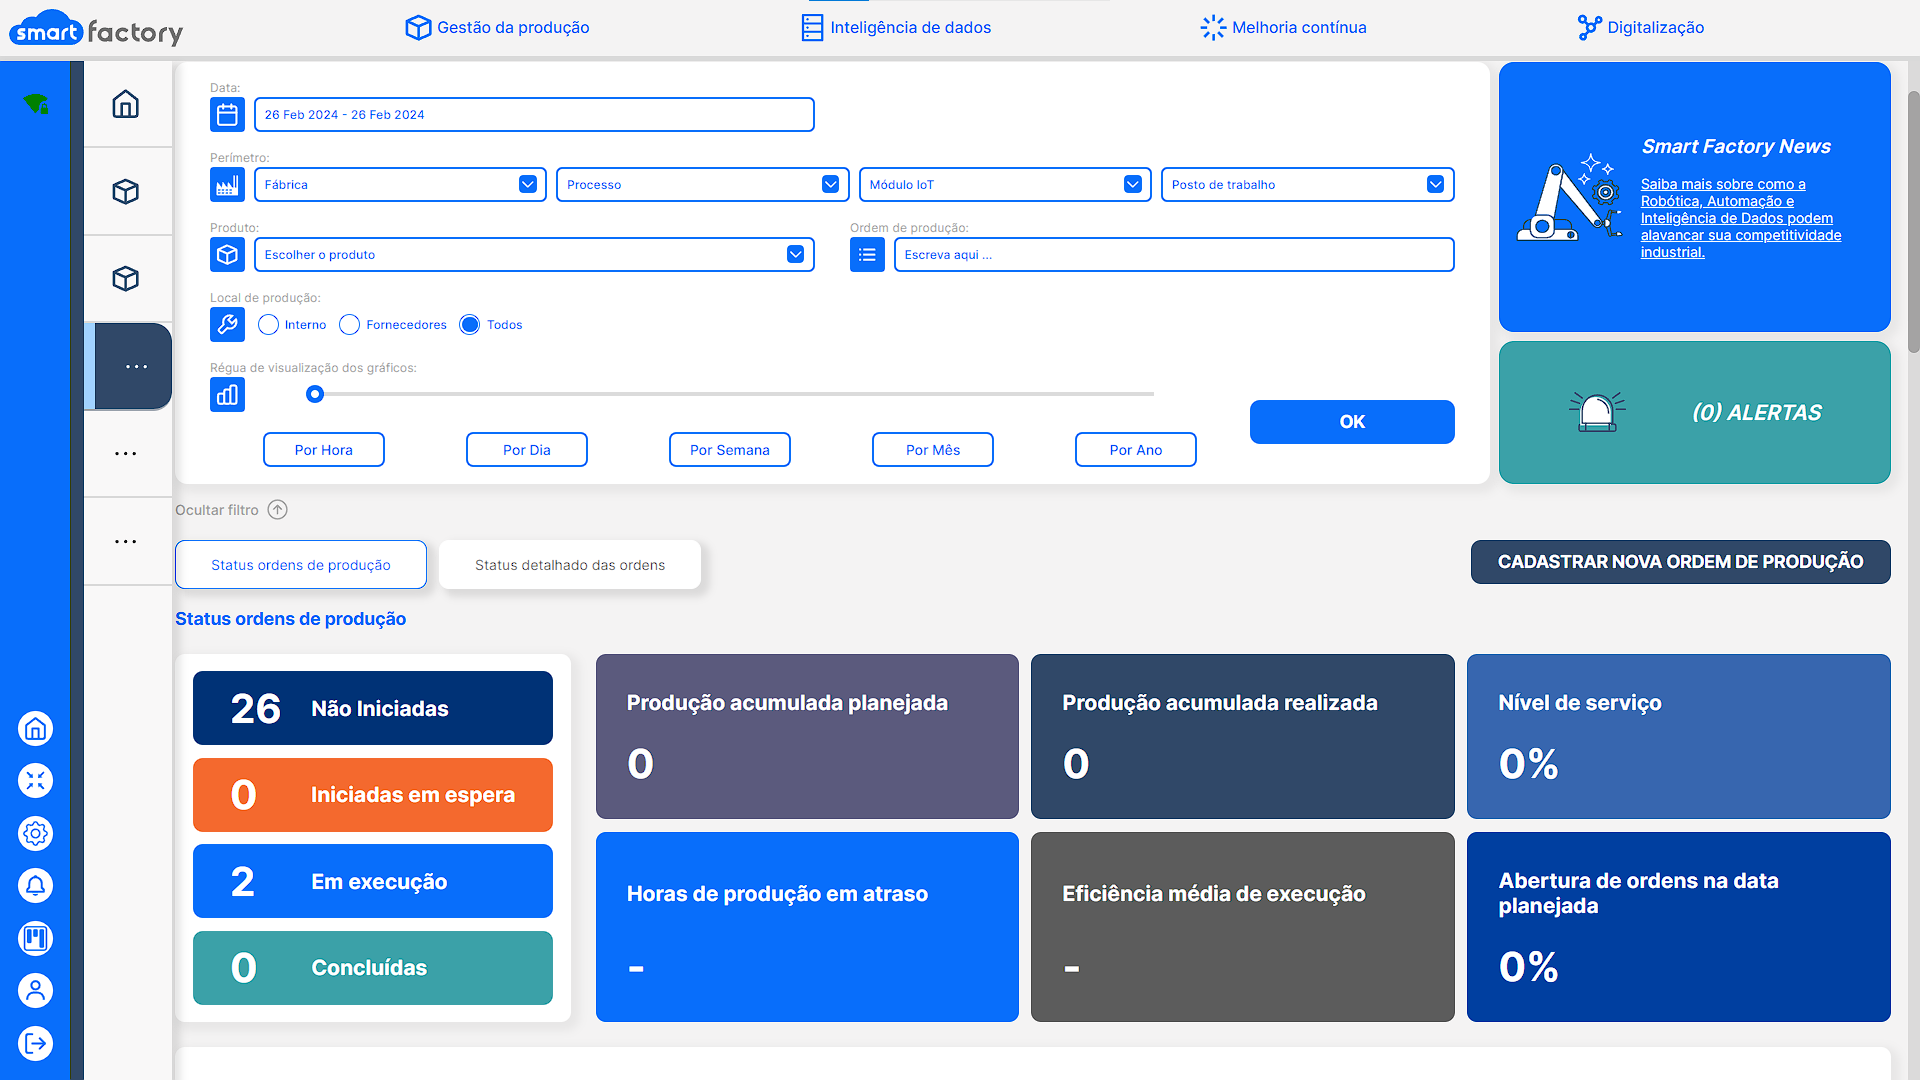 smart factory
Gestão da produção
Inteligência de dados
Melhoria contínua
Digitalização
Data:
26 Feb 2024 - 26 Feb 2024
Perímetro:
Fábrica
Processo
Módulo IoT
Posto de trabalho
Produto:
Escolher o produto
Ordem de produção:
Escreva aqui ...
Local de produção:
Interno
Fornecedores
Todos
Régua de visualização dos gráficos:
Por Hora
Por Dia
Por Semana
Por Mês
Por Ano
OK
Smart Factory News
Saiba mais sobre como a
Robótica, Automação e
Inteligência de Dados podem
alavancar sua competitividade
industrial.
(0) ALERTAS
Ocultar filtro
Status ordens de produção
Status detalhado das ordens
CADASTRAR NOVA ORDEM DE PRODUÇÃO
Status ordens de produção
26 Não Iniciadas
0 Iniciadas em espera
2 Em execução
0 Concluídas
Produção acumulada planejada
0
Produção acumulada realizada
0
Nível de serviço
0%
Horas de produção em atraso
-
Eficiência média de execução
-
Abertura de ordens na data
planejada
0%